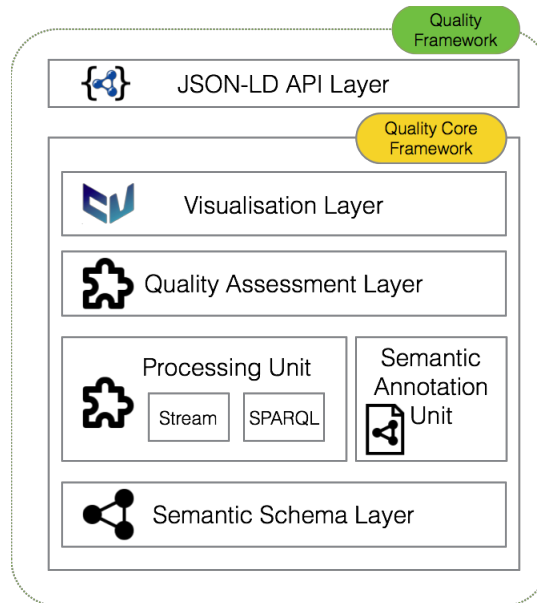 Quality
Framework
JSON-LD API Layer
Quality Core
Framework
Visualisation Layer
Quality Assessment Layer
Processing Unit
Stream
SPARQL
Semantic
Annotation
Unit
Semantic Schema Layer